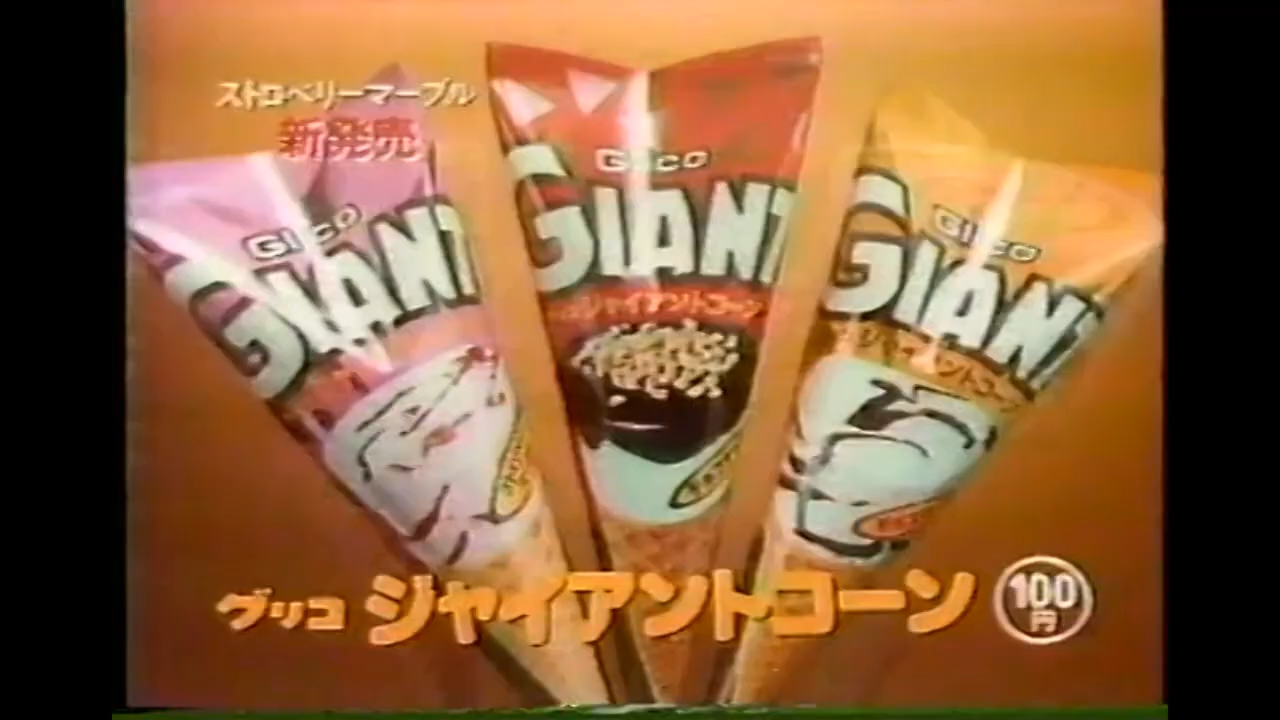 ストロベリーマーブル
新発売
Glico
GIANT
Glico
GIANT
ジャイアントコーン
Glico
GIANT
グリコ ジャイアントコーン 100円